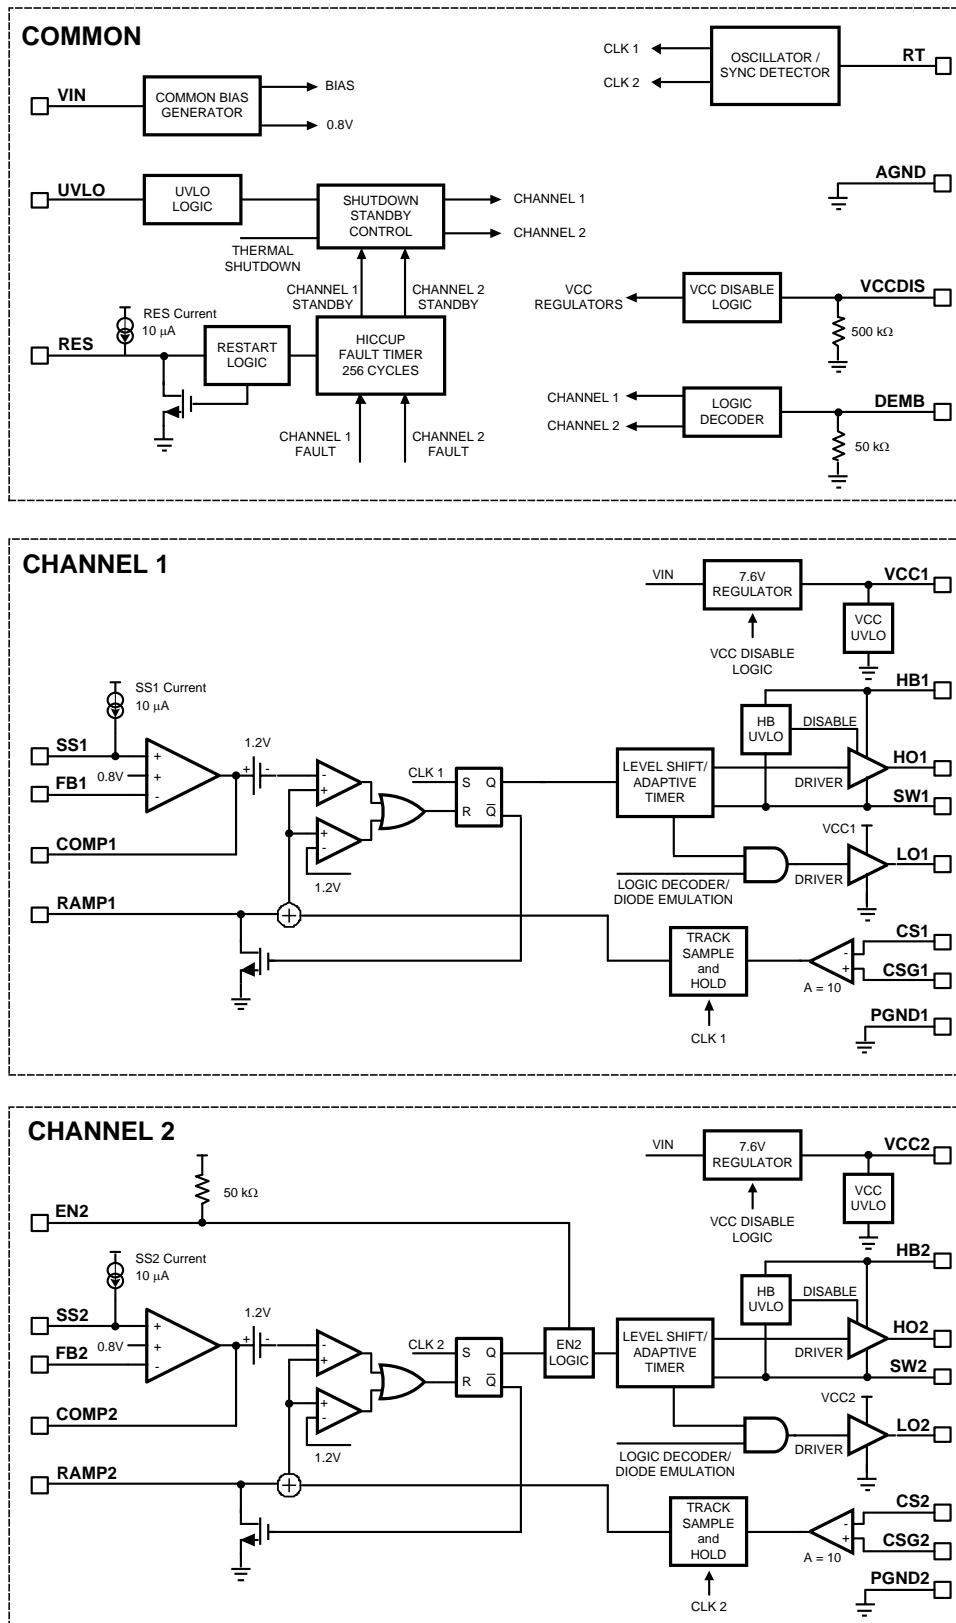 COMMON
CLK 1
CLK 2
OSCILLATOR /
SYNC DETECTOR
RT
VIN
COMMON BIAS
GENERATOR
BIAS
0.8V
UVLO
UVLO
LOGIC
SHUTDOWN
STANDBY
CONTROL
CHANNEL 1
CHANNEL 2
THERMAL
SHUTDOWN
AGND
CHANNEL 1
STANDBY
CHANNEL 2
STANDBY
VCC
REGULATORS
VCC DISABLE
LOGIC
VCCDIS
500 kΩ
RES Current
10 μA
RES
RESTART
LOGIC
HICCUP
FAULT TIMER
256 CYCLES
CHANNEL 1
FAULT
CHANNEL 2
FAULT
CHANNEL 1
CHANNEL 2
LOGIC
DECODER
DEMB
50 kΩ
CHANNEL 1
VIN
7.6V
REGULATOR
VCC1
VCC
UVLO
VCC DISABLE
LOGIC
SS1 Current
10 μA
HB1
HB
UVLO
DISABLE
SS1
0.8V
+
+
-
FB1
1.2V
+
-
-
+
CLK 1
S
Q
R
Q
LEVEL SHIFT/
ADAPTIVE
TIMER
DRIVER
HO1
SW1
COMP1
+
-
1.2V
VCC1
LOGIC DECODER/
DIODE EMULATION
DRIVER
LO1
RAMP1
+
TRACK
SAMPLE
and
HOLD
CLK 1
-
+
A = 10
CS1
CSG1
PGND1
CHANNEL 2
VIN
7.6V
REGULATOR
VCC2
VCC
UVLO
VCC DISABLE
LOGIC
50 kΩ
EN2
SS2 Current
10 μA
HB2
HB
UVLO
DISABLE
SS2
0.8V
+
+
-
FB2
1.2V
+
-
-
+
CLK 2
S
Q
R
Q
EN2
LOGIC
LEVEL SHIFT/
ADAPTIVE
TIMER
DRIVER
HO2
SW2
COMP2
+
-
1.2V
VCC2
LOGIC DECODER/
DIODE EMULATION
DRIVER
LO2
RAMP2
+
TRACK
SAMPLE
and
HOLD
CLK 2
-
+
A = 10
CS2
CSG2
PGND2